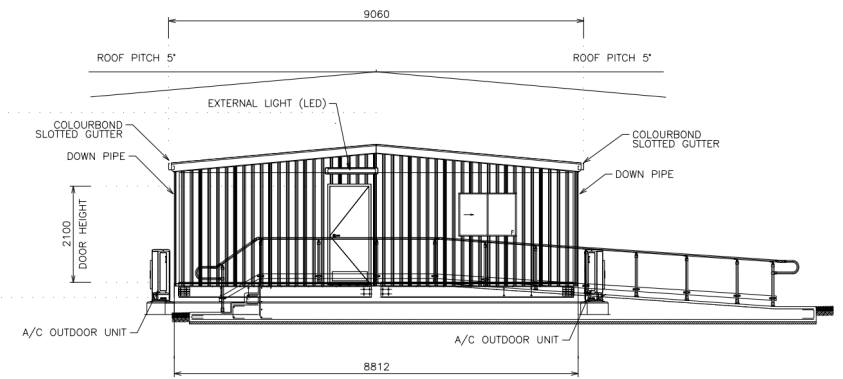 9060
ROOF PITCH 5°
ROOF PITCH 5°
EXTERNAL LIGHT (LED)
COLOURBOND
SLOTTED GUTTER
COLOURBOND
SLOTTED GUTTER
DOWN PIPE
DOWN PIPE
2100
DOOR HEIGHT
F
A/C OUTDOOR UNIT
A/C OUTDOOR UNIT
8812